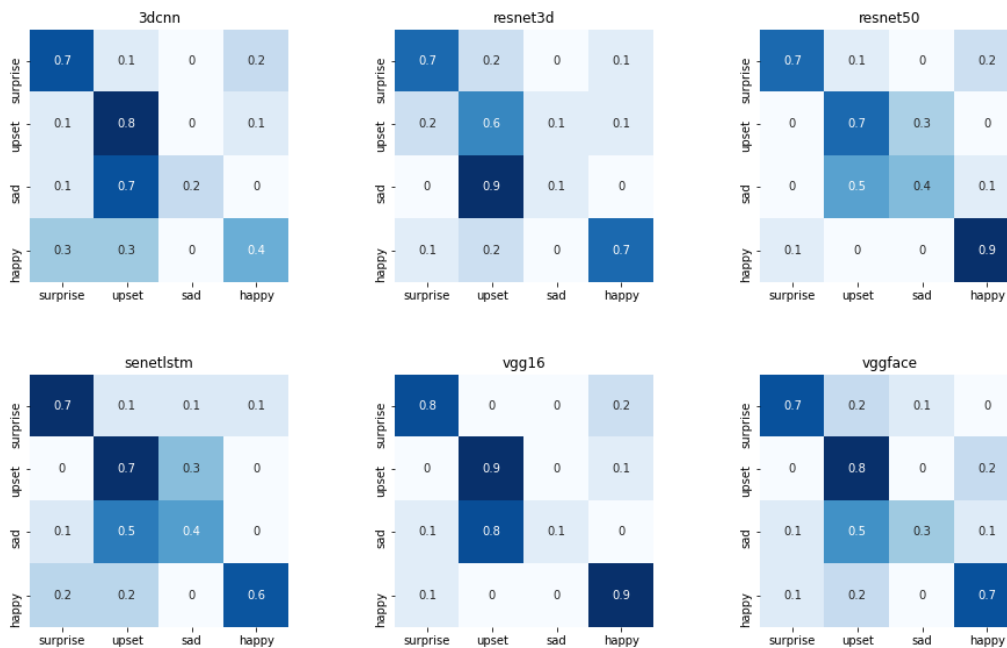 3dcnn resnet3d resnet50
surprise 0.7 0.1 0 0.2 surprise 0.7 0.2 0 0.1 surprise 0.7 0.1 0 0.2
upset 0.1 0.8 0 0.1 upset 0.2 0.6 0.1 0.1 upset 0 0.7 0.3 0
sad 0.1 0.7 0.2 0 sad 0 0.9 0.1 0 sad 0 0.5 0.4 0.1
happy 0.3 0.3 0 0.4 happy 0.1 0.2 0 0.7 happy 0.1 0 0 0.9
surprise upset sad happy surprise upset sad happy surprise upset sad happy
senetlstm vgg16 vggface
surprise 0.7 0.1 0.1 0.1 surprise 0.8 0 0 0.2 surprise 0.7 0.2 0.1 0
upset 0 0.7 0.3 0 upset 0 0.9 0 0.1 upset 0 0.8 0 0.2
sad 0.1 0.5 0.4 0 sad 0.1 0.8 0.1 0 sad 0.1 0.5 0.3 0.1
happy 0.2 0.2 0 0.6 happy 0.1 0 0 0.9 happy 0.1 0.2 0 0.7
surprise upset sad happy surprise upset sad happy surprise upset sad happy